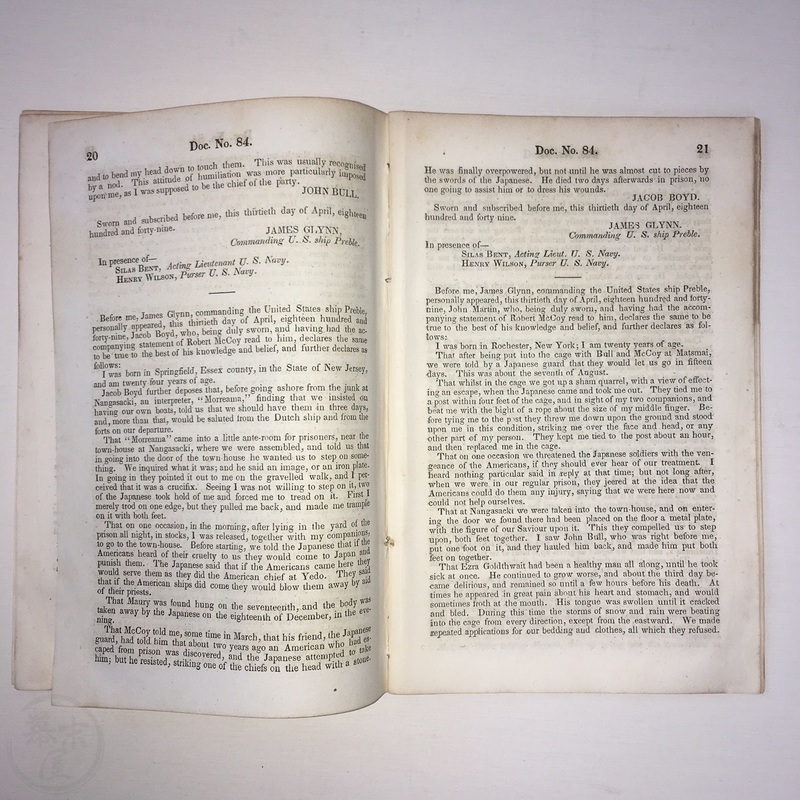 20
Doc. No. 84.
and to bend my head down to touch them. This was usually recognised
by a nod. This attitude of humiliation was more particularly imposed
upon me, as I was supposed to be the chief of the party.
JOHN BULL.
Sworn and subscribed before me, this thirtieth day of April, eighteen
hundred and forty-nine.
JAMES GLYNN,
Commanding U. S. ship Preble.
In presence of—
SILAS BENT, Acting Lieutenant U. S. Navy.
HENRY WILSON, Purser U. S. Navy.
Before me, James Glynn, commanding the United States ship Preble,
personally appeared, this thirtieth day of April, eighteen hundred and
forty-nine, Jacob Boyd, who, being duly sworn, and having had the ac-
companying statement of Robert McCoy read to him, declares the same
to be true to the best of his knowledge and belief, and further declares as
follows:
I was born in Springfield, Essex county, in the State of New Jersey,
and am twenty four years of age.
Jacob Boyd further deposes that, before going ashore from the junk at
Nangasacki, an interpreter, "Morreama," finding that we insisted on
having our own boats, told us that we should have them in three days,
and, more than that, would be saluted from the Dutch ship and from the
forts on our departure.
That "Morreama" came into a little ante-room for prisoners, near the
town-house at Nangasacki, where we were assembled, and told us that
in going into the door of the town house he wanted us to step on some-
thing. We inquired what it was; and he said an image, or an iron plate.
In going in they pointed it out to me on the gravelled walk, and I per-
ceived that it was a crucifix. Seeing I was not willing to step on it, two
of the Japanese took hold of me and forced me to tread on it. First I
merely trod on one edge, but they pulled me back, and made me trample
on it with both feet.
That on one occasion, in the morning, after lying in the yard of the
prison all night, in stocks, I was released, together with my companions,
to go to the town-house. Before starting, we told the Japanese that if the
Americans heard of their cruelty to us they would come to Japan and
punish them. The Japanese said that if the Americans came here they
would serve them as they did the American chief at Yedo. They said
that if the American ships did come they would blow them away by aid
of their priests.
That Maury was found hung on the seventeenth, and the body was
taken away by the Japanese on the eighteenth of December, in the eve-
ning.
That McCoy told me, some time in March, that his friend, the Japanese
guard, had told him that about two years ago an American who had es-
caped from prison was discovered, and the Japanese attempted to take
him; but he resisted, striking one of the chiefs on the head with a stone.
Doc. No. 84.
21
He was finally overpowered, but not until he was almost cut to pieces by
the swords of the Japanese. He died two days afterwards in prison, no
one going to assist him or to dress his wounds.
JACOB BOYD.
Sworn and subscribed before me, this thirtieth day of April, eighteen
hundred and forty nine.
JAMES GLYNN.
Commanding U. S. ship Preble.
In presence of—
SILAS BENT, Acting Lieut. U. S. Navy.
HENRY WILSON, Purser U. S. Navy.
Before me, James Glynn, commanding the United States ship Preble,
personally appeared, this thirtieth day of April, eighteen hundred and forty-
nine, John Martin, who, being duly sworn, and having had the accom-
panying statement of Robert McCoy read to him, declares the same to be
true to the best of his knowledge and belief, and further declares as fol-
lows:
I was born in Rochester, New York; I am twenty years of age.
That after being put into the cage with Bull and McCoy at Matsmai,
we were told by a Japanese guard that they would let us go in fifteen
days. This was about the seventh of August.
That whilst in the cage we got up a sham quarrel, with a view of effect-
ing an escape, when the Japanese came and took me out. They tied me to
a post within four feet of the cage, and in sight of my two companions, and
beat me with the bight of a rope about the size of my middle finger. Be-
fore tying me to the post they threw me down upon the ground and stood
upon me in this condition, striking me over the face and head, or any
other part of my person. They kept me tied to the post about an hour,
and then replaced me in the cage.
That on one occasion we threatened the Japanese soldiers with the ven-
geance of the Americans, if they should ever hear of our treatment. I
heard nothing particular said in reply at that time; but not long after,
when we were in our regular prison, they jeered at the idea that the
Americans could do them any injury, saying that we were here now and
could not help ourselves.
That at Nangasacki we were taken into the town-house, and on enter-
ing the door we found there had been placed on the floor a metal plate,
with the figure of our Saviour upon it. This they compelled us to step
upon, both feet together. I saw John Bull, who was right before me,
put one foot on it, and they hauled him back, and made him put both
feet on together.
That Ezra Goldthwait had been a healthy man all along, until he took
sick at once. He continued to grow worse, and about the third day be-
came delirious, and remained so until a few hours before his death. At
times he appeared in great pain about his heart and stomach, and would
sometimes froth at the mouth. His tongue was swollen until it cracked
and bled. During this time the storms of snow and rain were beating
into the cage from every direction, except from the eastward. We made
repeated applications for our bedding and clothes, all which they refused.